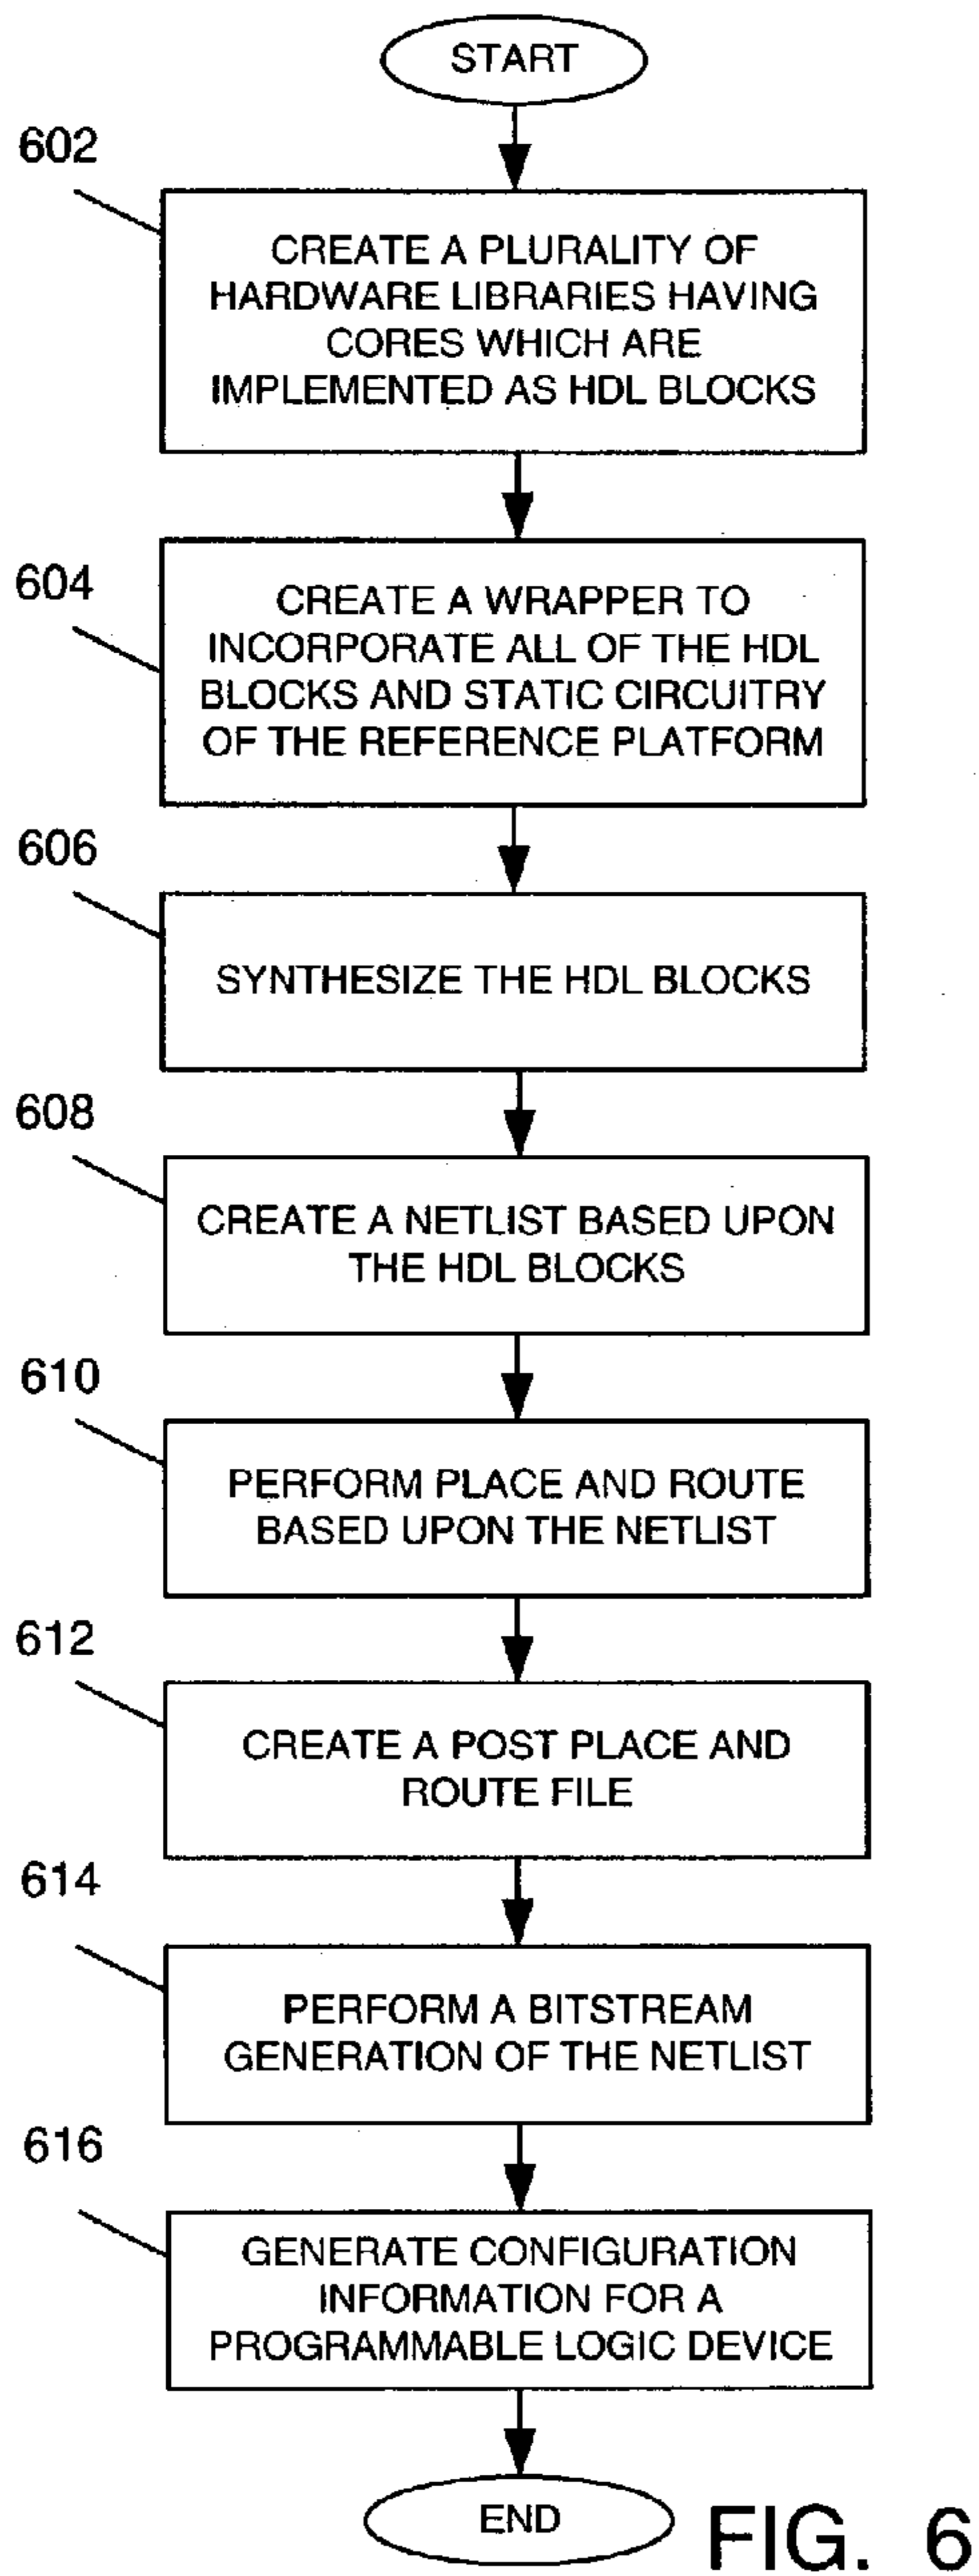 START
602
CREATE A PLURALITY OF
HARDWARE LIBRARIES HAVING
CORES WHICH ARE
IMPLEMENTED AS HDL BLOCKS
604
CREATE A WRAPPER TO
INCORPORATE ALL OF THE HDL
BLOCKS AND STATIC CIRCUITRY
OF THE REFERENCE PLATFORM
606
SYNTHESIZE THE HDL BLOCKS
608
CREATE A NETLIST BASED UPON
THE HDL BLOCKS
610
PERFORM PLACE AND ROUTE
BASED UPON THE NETLIST
612
CREATE A POST PLACE AND
ROUTE FILE
614
PERFORM A BITSTREAM
GENERATION OF THE NETLIST
616
GENERATE CONFIGURATION
INFORMATION FOR A
PROGRAMMABLE LOGIC DEVICE
END
FIG. 6